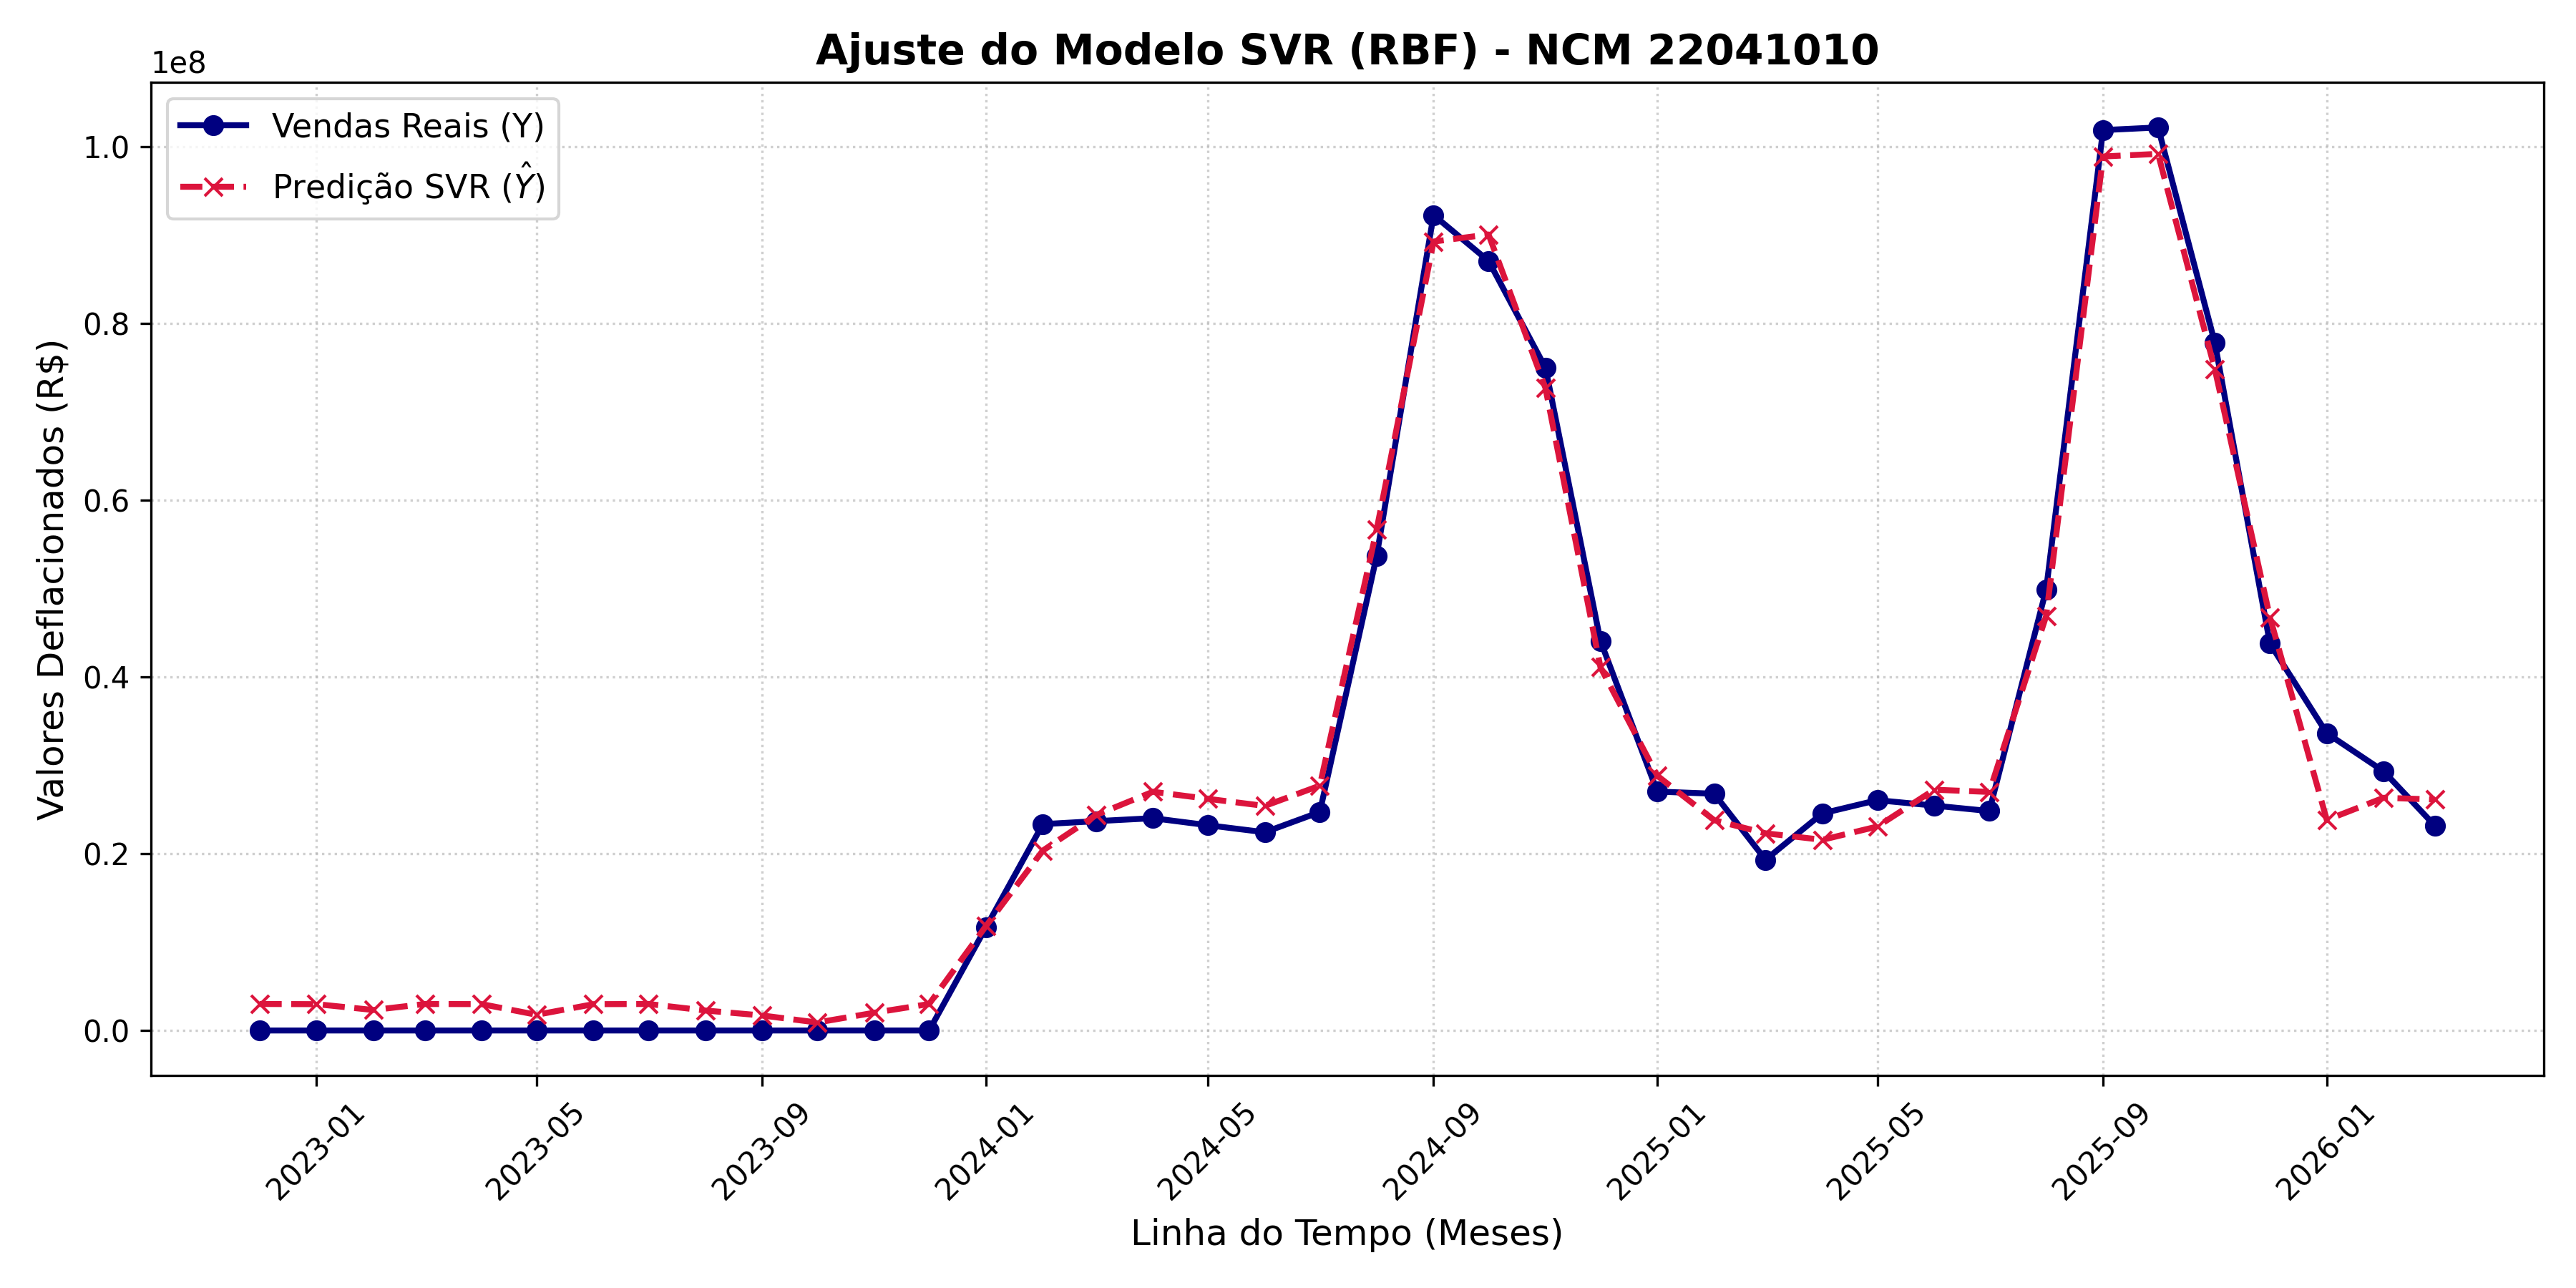 Ajuste do Modelo SVR (RBF) - NCM 22041010
1e8
Vendas Reais (Y)
Predição SVR (Ŷ)
Valores Deflacionados (R$)
1.0
0.8
0.6
0.4
0.2
0.0
2023-01
2023-05
2023-09
2024-01
2024-05
2024-09
2025-01
2025-05
2025-09
2026-01
Linha do Tempo (Meses)